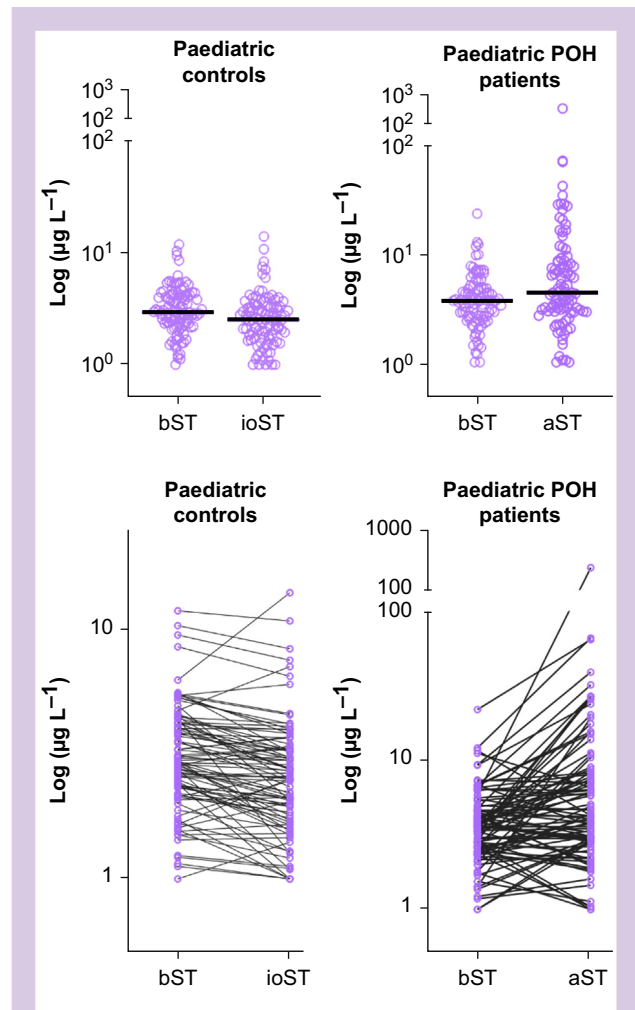 Paediatric
controls
10³
10²
10²
10¹
10⁰
Log (µg L⁻¹)
bST ioST
Paediatric POH
patients
10³
10²
10²
10¹
10⁰
Log (µg L⁻¹)
bST aST
Paediatric
controls
10
1
Log (µg L⁻¹)
bST ioST
Paediatric POH
patients
1000
100
100
10
1
Log (µg L⁻¹)
bST aST